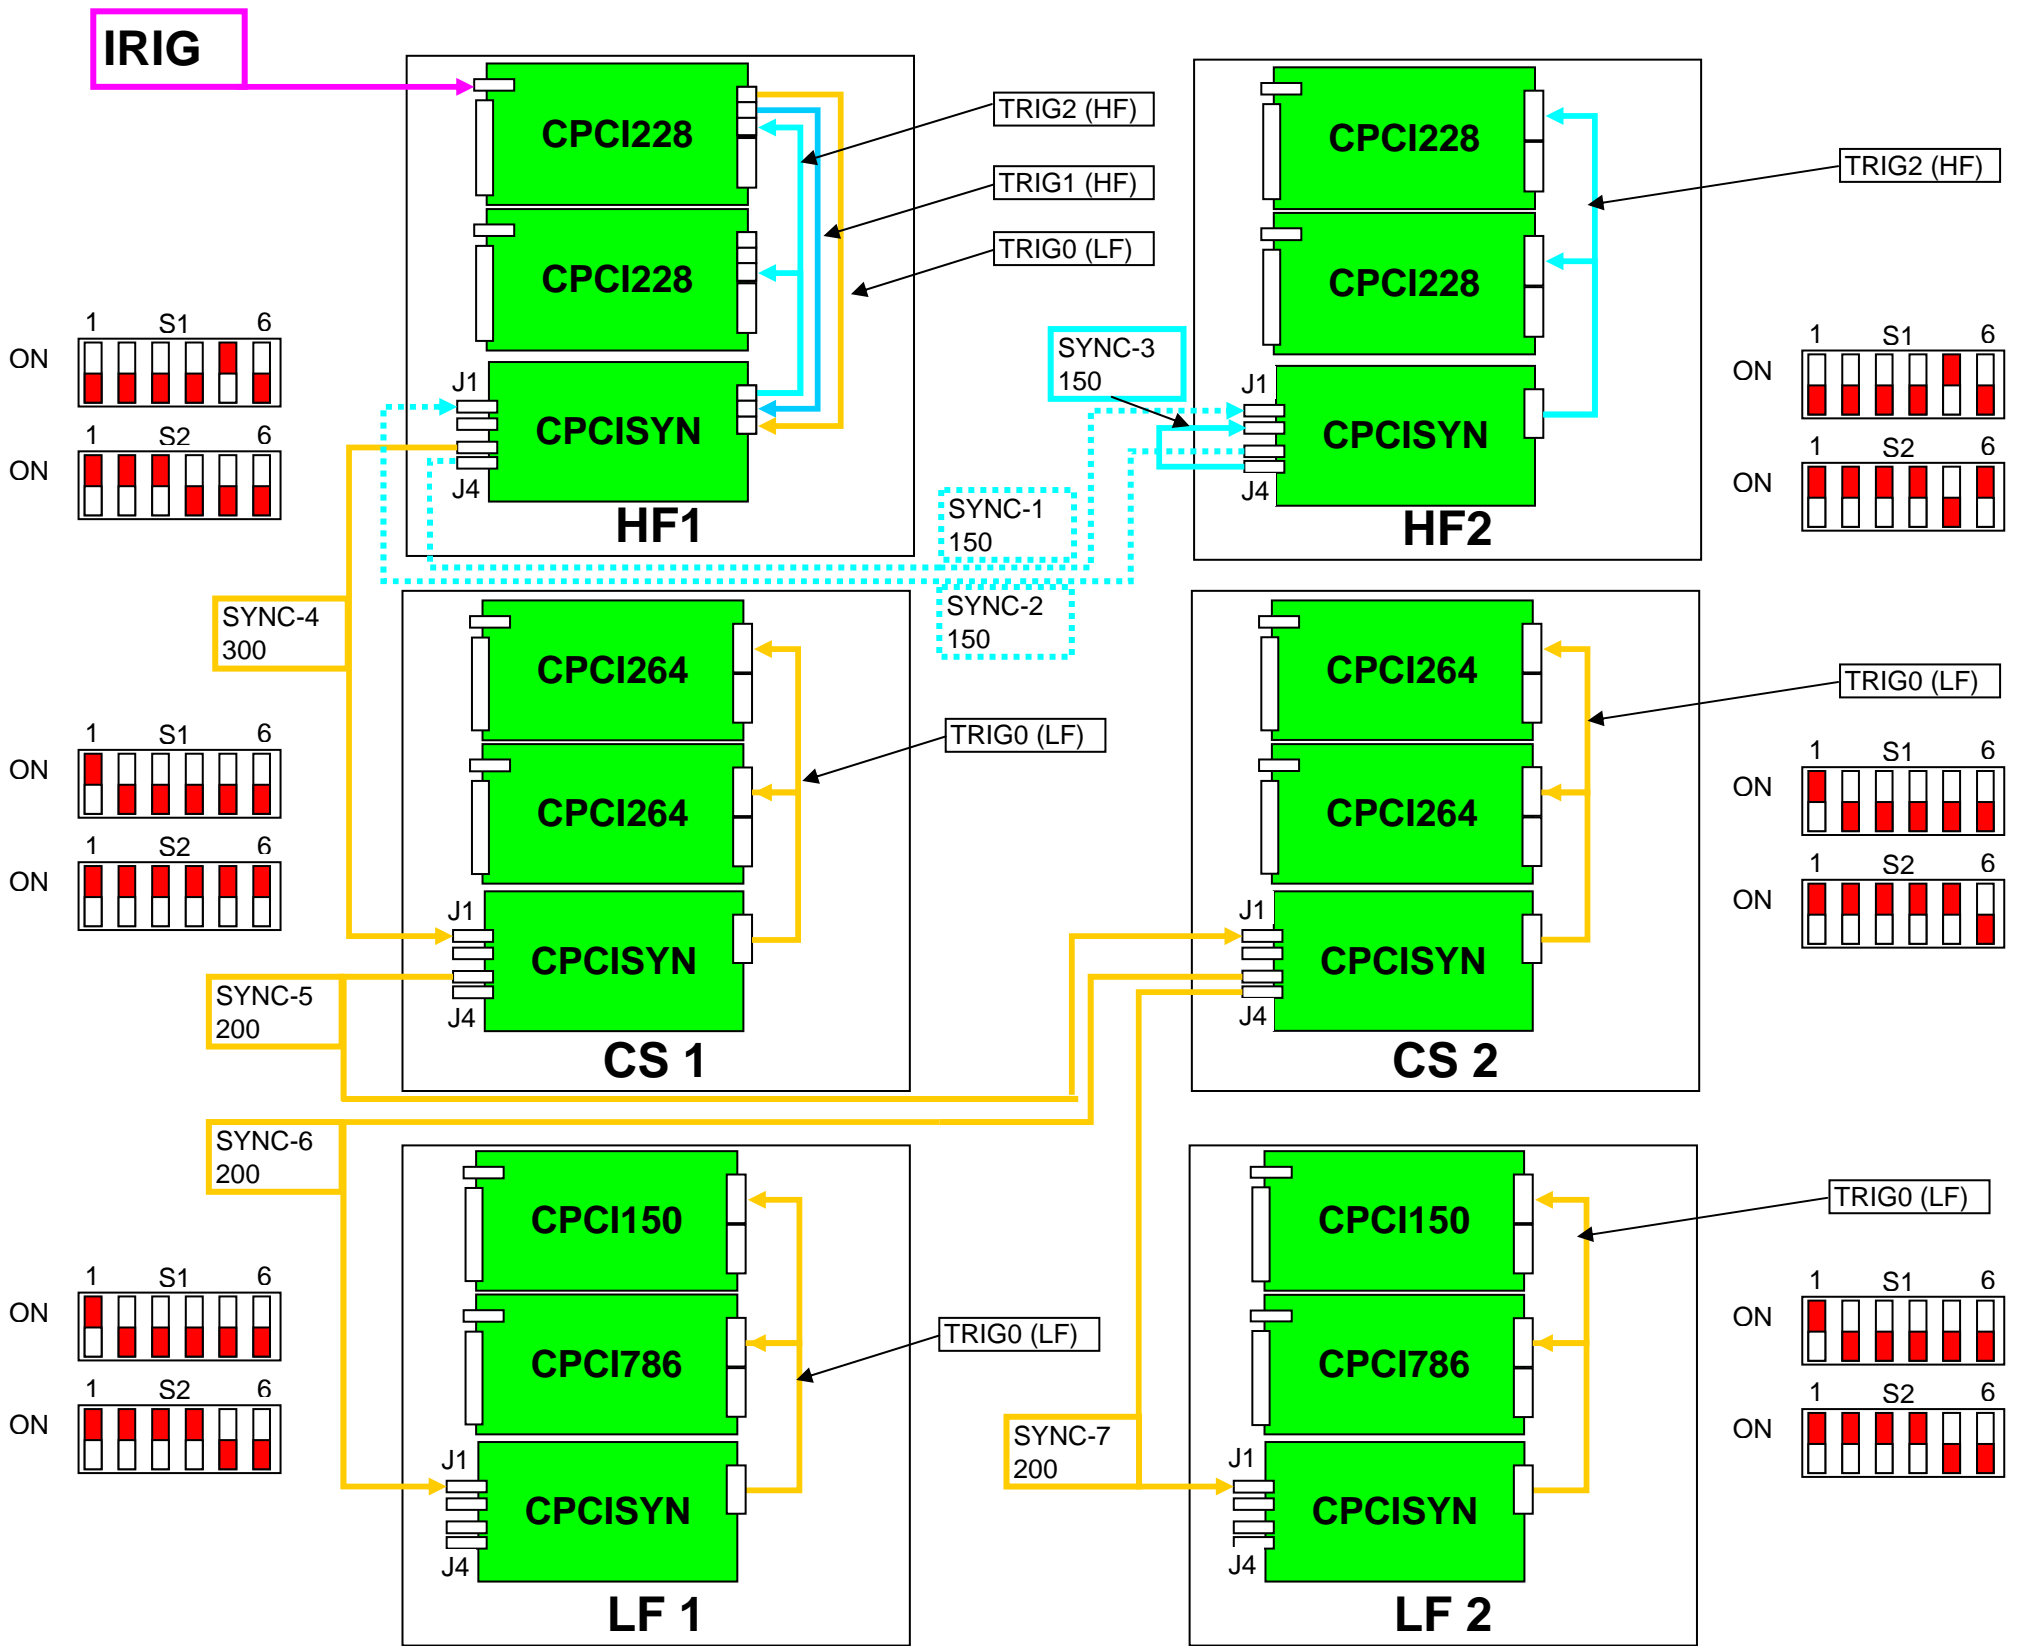 IRIG
CPCI228
CPCI228
CPCISYN
J1
J4
HF1
TRIG2 (HF)
TRIG1 (HF)
TRIG0 (LF)
1 S1 6
ON
1 S2 6
ON
CPCI228
CPCI228
CPCISYN
J1
J4
HF2
TRIG2 (HF)
SYNC-3
150
1 S1 6
ON
1 S2 6
ON
SYNC-1
150
SYNC-2
150
SYNC-4
300
CPCI264
CPCI264
CPCISYN
J1
J4
CS 1
TRIG0 (LF)
1 S1 6
ON
1 S2 6
ON
CPCI264
CPCI264
CPCISYN
J1
J4
CS 2
TRIG0 (LF)
1 S1 6
ON
1 S2 6
ON
SYNC-5
200
SYNC-6
200
CPCI150
CPCI786
CPCISYN
J1
J4
LF 1
TRIG0 (LF)
1 S1 6
ON
1 S2 6
ON
SYNC-7
200
CPCI150
CPCI786
CPCISYN
J1
J4
LF 2
TRIG0 (LF)
1 S1 6
ON
1 S2 6
ON